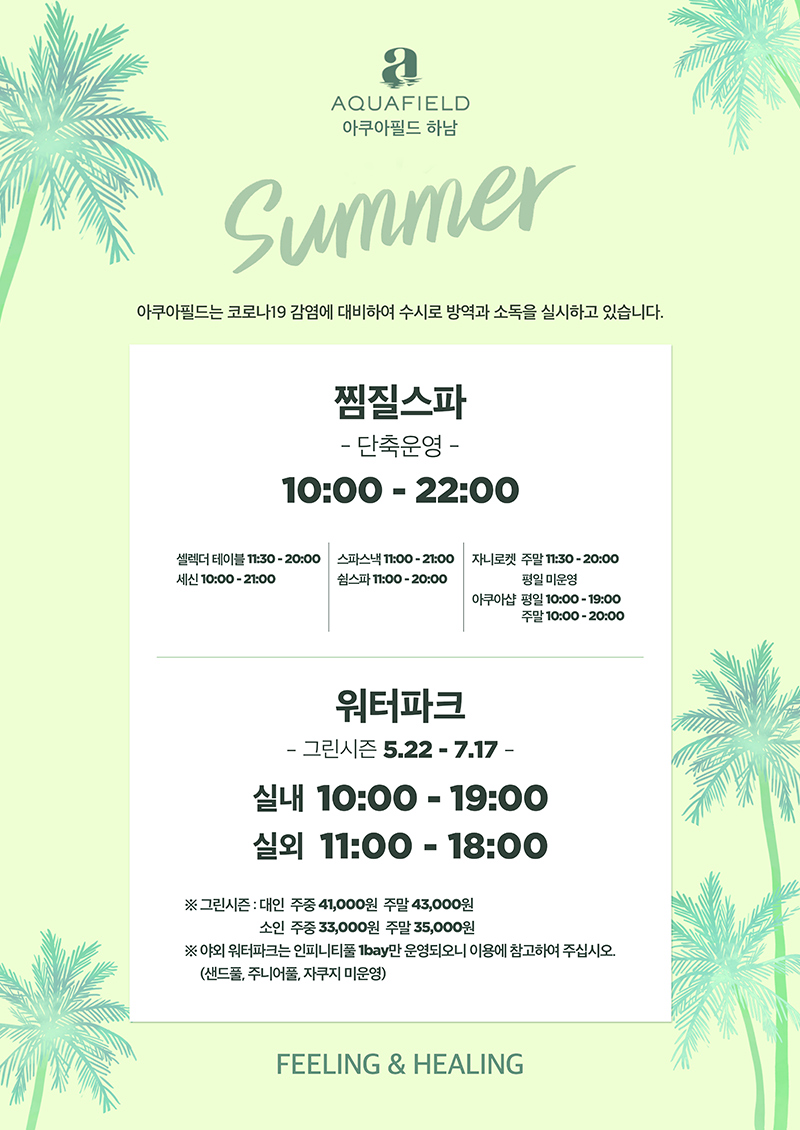 a
AQUAFIELD
아쿠아필드 하남
Summer
아쿠아필드는 코로나19 감염에 대비하여 수시로 방역과 소독을 실시하고 있습니다.
찜질스파
- 단축운영 -
10:00 - 22:00
셀렉더 테이블 11:30 - 20:00
세신 10:00 - 21:00
스파스낵 11:00 - 21:00
쉼스파 11:00 - 20:00
자니로켓 주말 11:30 - 20:00
평일 미운영
아쿠아샵 평일 10:00 - 19:00
주말 10:00 - 20:00
워터파크
- 그린시즌 5.22 - 7.17 -
실내 10:00 - 19:00
실외 11:00 - 18:00
※ 그린시즌 : 대인 주중 41,000원 주말 43,000원
소인 주중 33,000원 주말 35,000원
※ 야외 워터파크는 인피니티풀 1bay만 운영되오니 이용에 참고하여 주십시오.
(샌드풀, 주니어풀, 자쿠지 미운영)
FEELING & HEALING